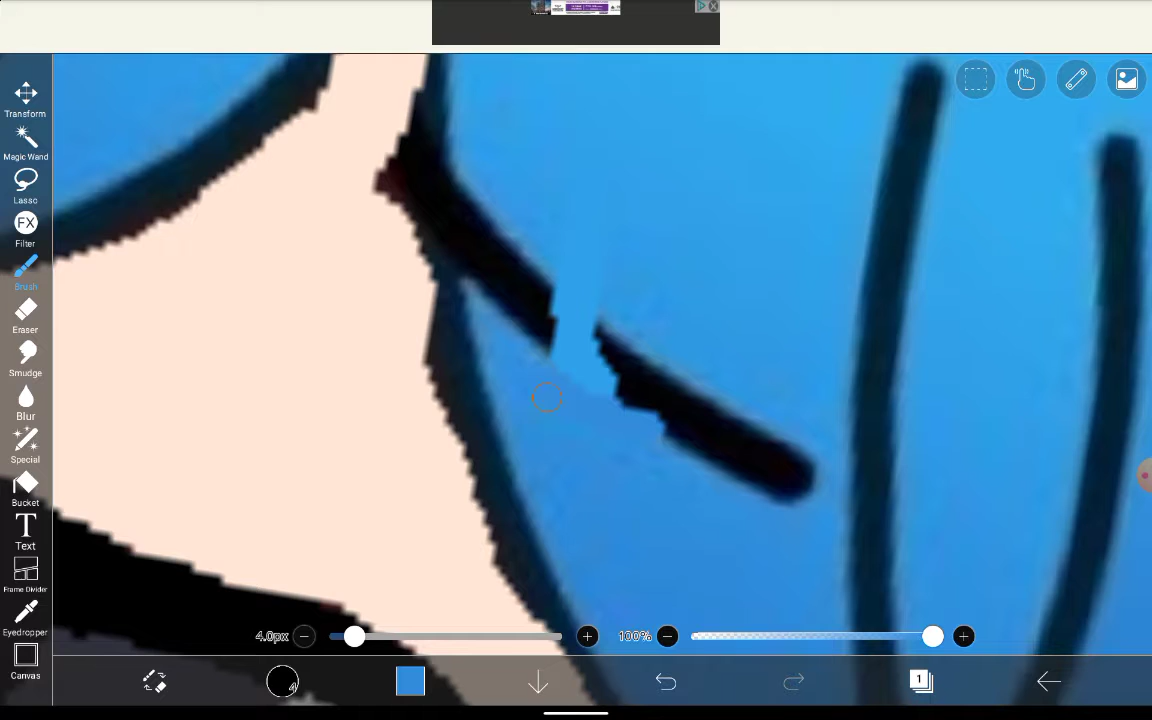 Transform
Magic Wand
Lasso
FX
Filter
Brush
Eraser
Smudge
Blur
Special
Bucket
T
Text
Frame Divider
Eyedropper
Canvas
4.0px
100%
4
1